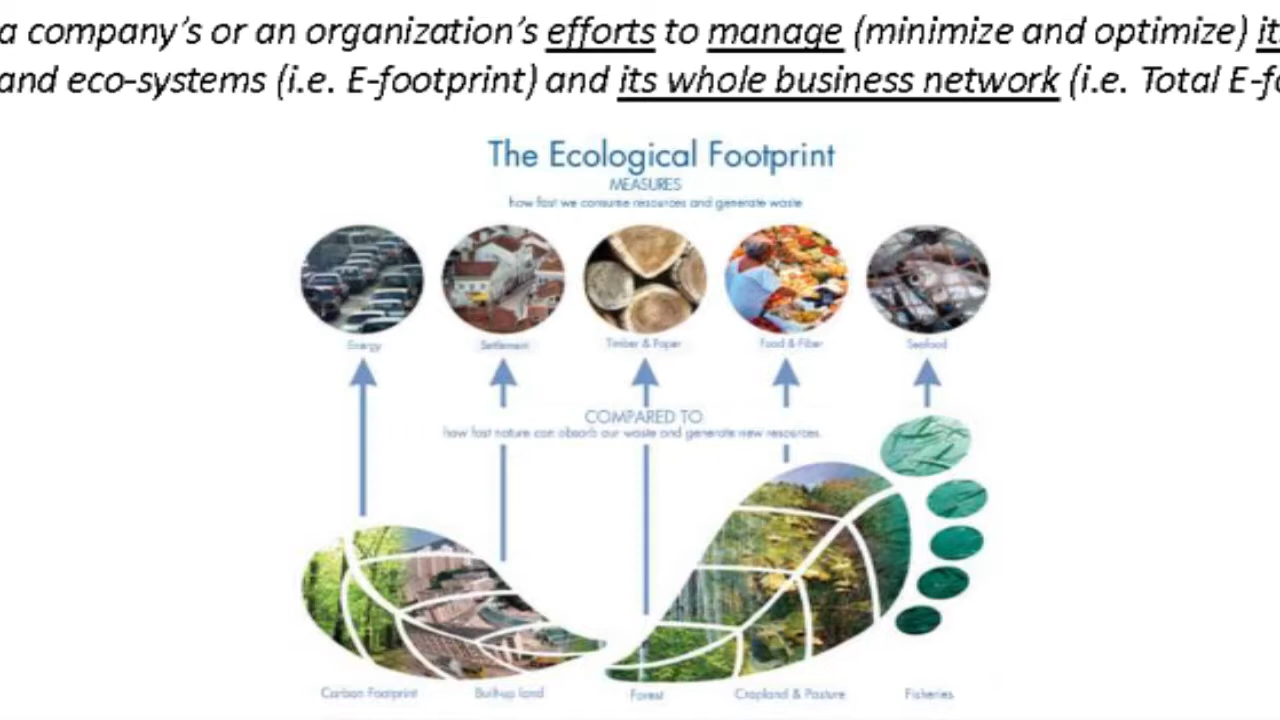 a company's or an organization's efforts to manage (minimize and optimize) it
and eco-systems (i.e. E-footprint) and its whole business network (i.e. Total E-fo
The Ecological Footprint
MEASURES
how fast we consume resources and generate waste
Energy Settlement Timber & Paper Food & Fiber Seafood
COMPARED TO
how fast nature can absorb our waste and generate new resources.
Carbon Footprint Built-up land Forest Cropland & Pasture Fisheries